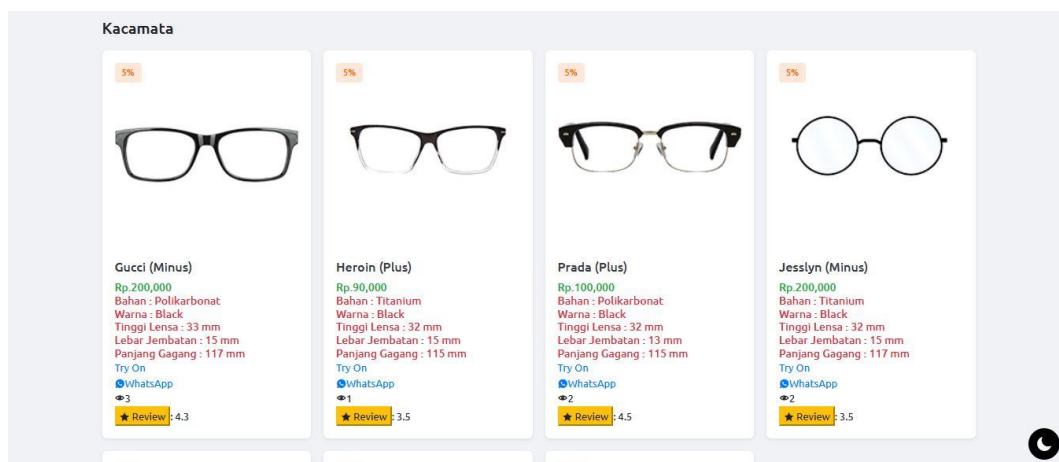 Kacamata
5%
Gucci (Minus)
Rp.200,000
Bahan : Polikarbonat
Warna : Black
Tinggi Lensa : 33 mm
Lebar Jembatan : 15 mm
Panjang Gagang : 117 mm
Try On
WhatsApp
3
Review : 4.3
5%
Heroin (Plus)
Rp.90,000
Bahan : Titanium
Warna : Black
Tinggi Lensa : 32 mm
Lebar Jembatan : 15 mm
Panjang Gagang : 115 mm
Try On
WhatsApp
1
Review : 3.5
5%
Prada (Plus)
Rp.100,000
Bahan : Polikarbonat
Warna : Black
Tinggi Lensa : 32 mm
Lebar Jembatan : 13 mm
Panjang Gagang : 115 mm
Try On
WhatsApp
2
Review : 4.5
5%
Jesslyn (Minus)
Rp.200,000
Bahan : Titanium
Warna : Black
Tinggi Lensa : 32 mm
Lebar Jembatan : 15 mm
Panjang Gagang : 117 mm
Try On
WhatsApp
2
Review : 3.5